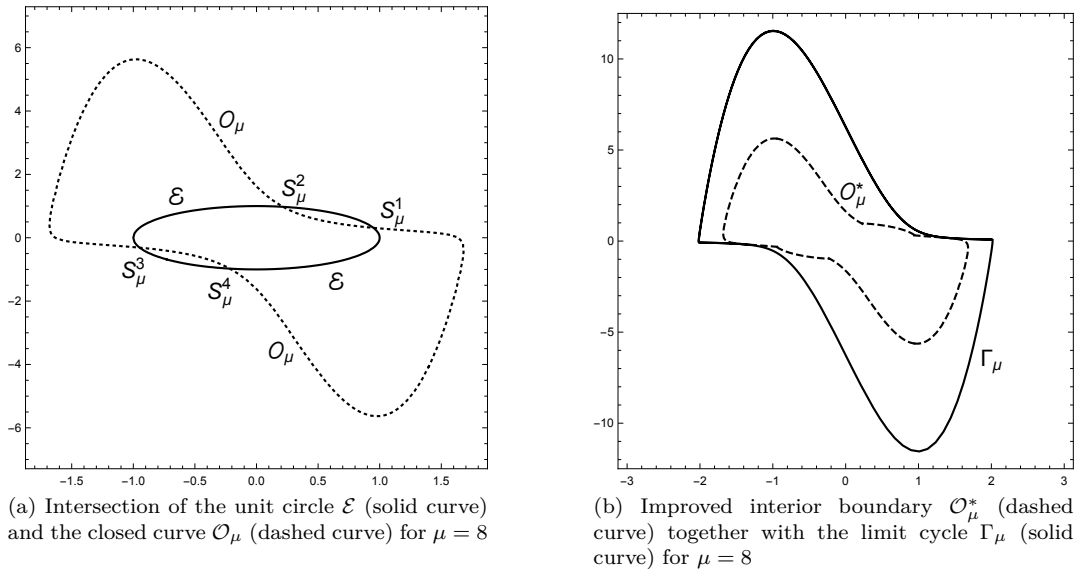 6
4
2
0
−2
−4
−6
−1.5
−1.0
−0.5
0.0
0.5
1.0
1.5
O_μ
ℰ
S_μ^2
S_μ^1
S_μ^3
S_μ^4
ℰ
O_μ
(a) Intersection of the unit circle ℰ (solid curve)
and the closed curve 𝒪_μ (dashed curve) for μ = 8
10
5
0
−5
−10
−3
−2
−1
0
1
2
3
O_μ^*
Γ_μ
(b) Improved interior boundary 𝒪_μ^* (dashed
curve) together with the limit cycle Γ_μ (solid
curve) for μ = 8